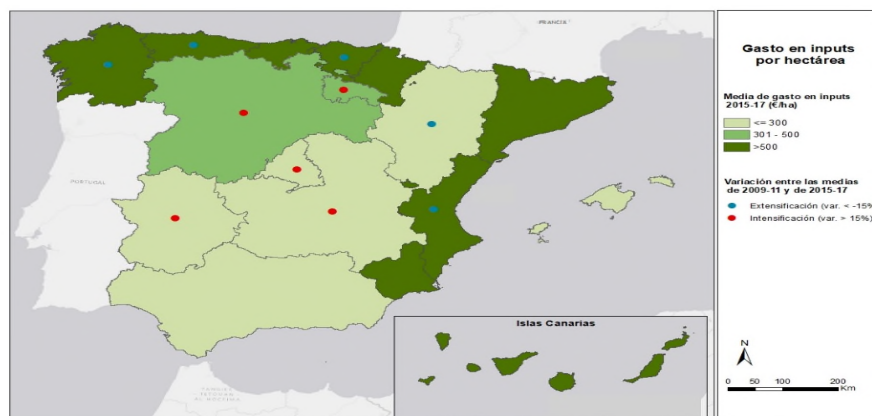 FRANCIA
PORTUGAL
Islas Canarias
Gasto en inputs
por hectárea
Media de gasto en inputs
2015-17 (€/ha)
<= 300
301 - 500
>500
Variación entre las medias
de 2009-11 y de 2015-17
Extensificación (var. < -15%)
Intensificación (var. > 15%)
N
0 50 100 200
Km